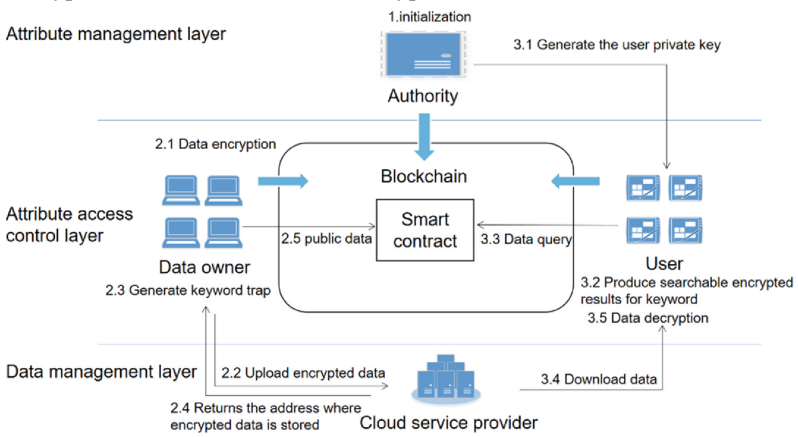 1.initialization
Attribute management layer
3.1 Generate the user private key
Authority
2.1 Data encryption
Blockchain
Attribute access
control layer
Smart
contract
2.5 public data
3.3 Data query
Data owner
User
2.3 Generate keyword trap
3.2 Produce searchable encrypted
results for keyword
3.5 Data decryption
Data management layer
2.2 Upload encrypted data
3.4 Download data
2.4 Returns the address where
encrypted data is stored
Cloud service provider